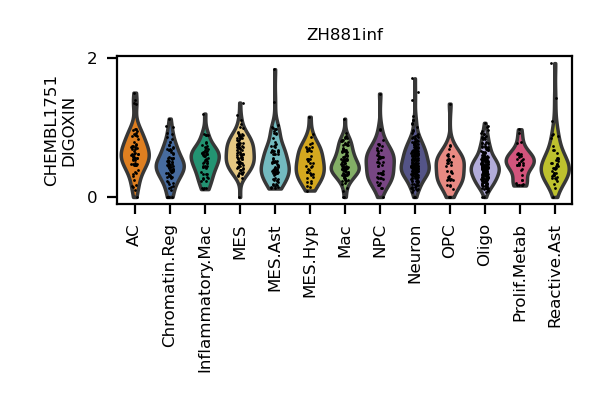 ZH881inf
CHEMBL1751
DIGOXIN
2
0
AC
Chromatin.Reg
Inflammatory.Mac
MES
MES.Ast
MES.Hyp
Mac
NPC
Neuron
OPC
Oligo
Prolif.Metab
Reactive.Ast